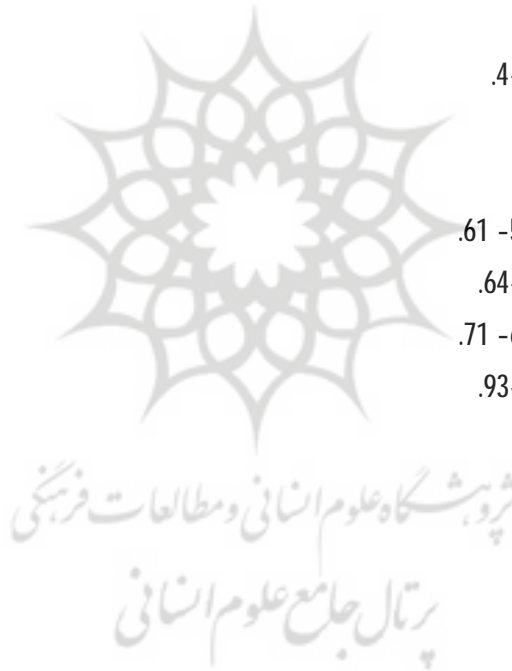 .4-
.61 -5
.64-
.71 -6
.93-
پژوهشگاه علوم انسانی و مطالعات فرهنگی
پرتال جامع علوم انسانی